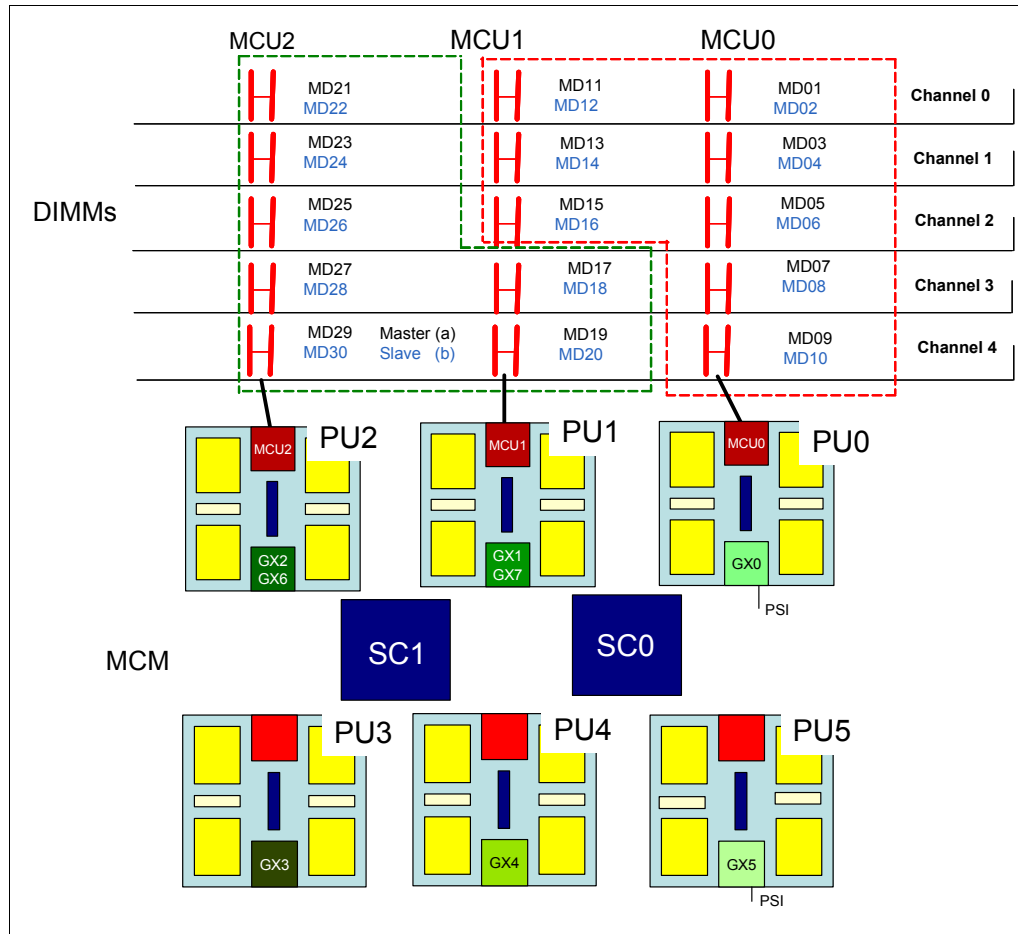 MCU2 MCU1 MCU0
MD21 MD11 MD01 Channel 0
MD22 MD12 MD02
MD23 MD13 MD03 Channel 1
MD24 MD14 MD04
DIMMs
MD25 MD15 MD05 Channel 2
MD26 MD16 MD06
MD27 MD17 MD07 Channel 3
MD28 MD18 MD08
MD29 Master (a) MD19 MD09 Channel 4
MD30 Slave (b) MD20 MD10
PU2 PU1 PU0
MCU2 MCU1 MCU0
GX2 GX1 GX0
GX6 GX7
PSI
MCM SC1 SC0
PU3 PU4 PU5
GX3 GX4 GX5
PSI